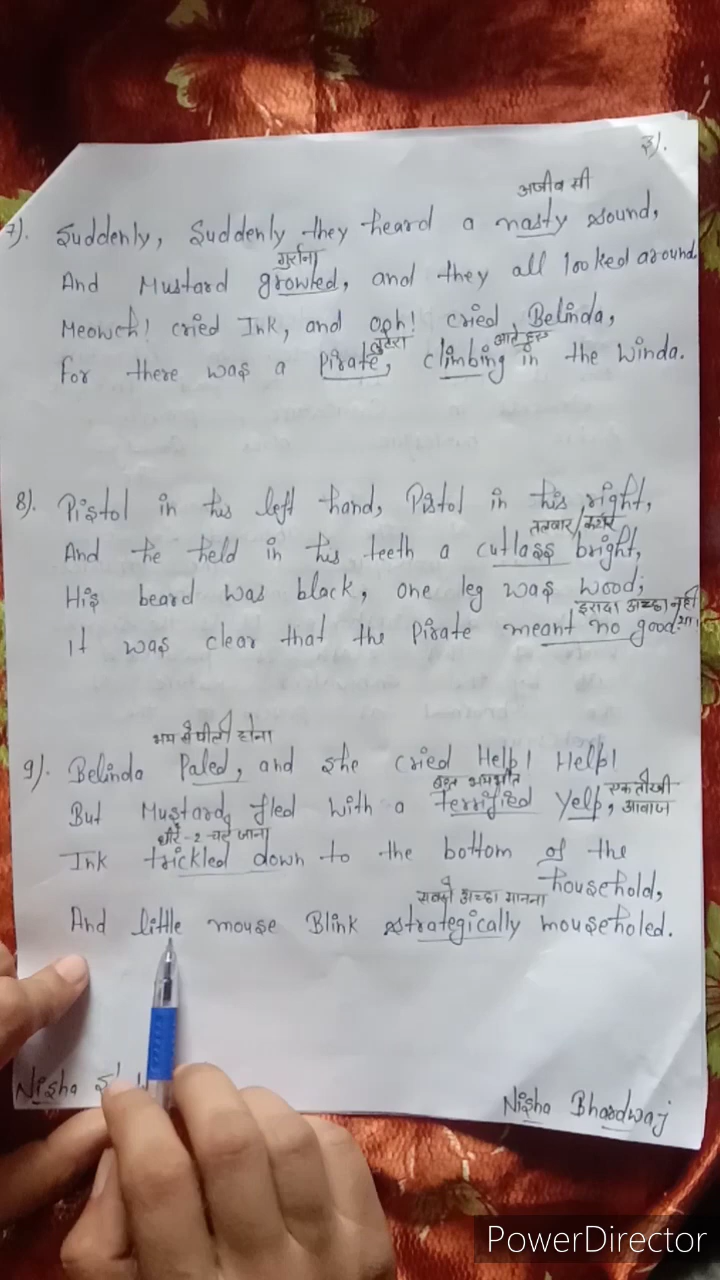 3).
अजीब सी
7). Suddenly, Suddenly they heard a nasty sound,
गुर्राना
And Mustard growled, and they all looked around
Meowch! cried Ink, and ooh! cried Belinda,
लुटेरा आते हुए
For there was a Pirate, climbing in the Winda.
8). Pistol in his left hand, Pistol in his right,
तलवार/कटार
And he held in his teeth a cutlass bright,
His beard was black, one leg was wood;
इरादा अच्छा नहीं था।
It was clear that the Pirate meant no good.
भय से पीली होना
9). Belinda Paled, and she cried Help! Help!
बहुत भयभीत एक तीखी आवाज
But Mustard fled with a terrified Yelp,
धीरे-2 चले जाना
Ink trickled down to the bottom of the
household,
सबसे अच्छा मानना
And little mouse Blink strategically mouseholed.
Nisha
Nisha Bhardwaj
PowerDirector